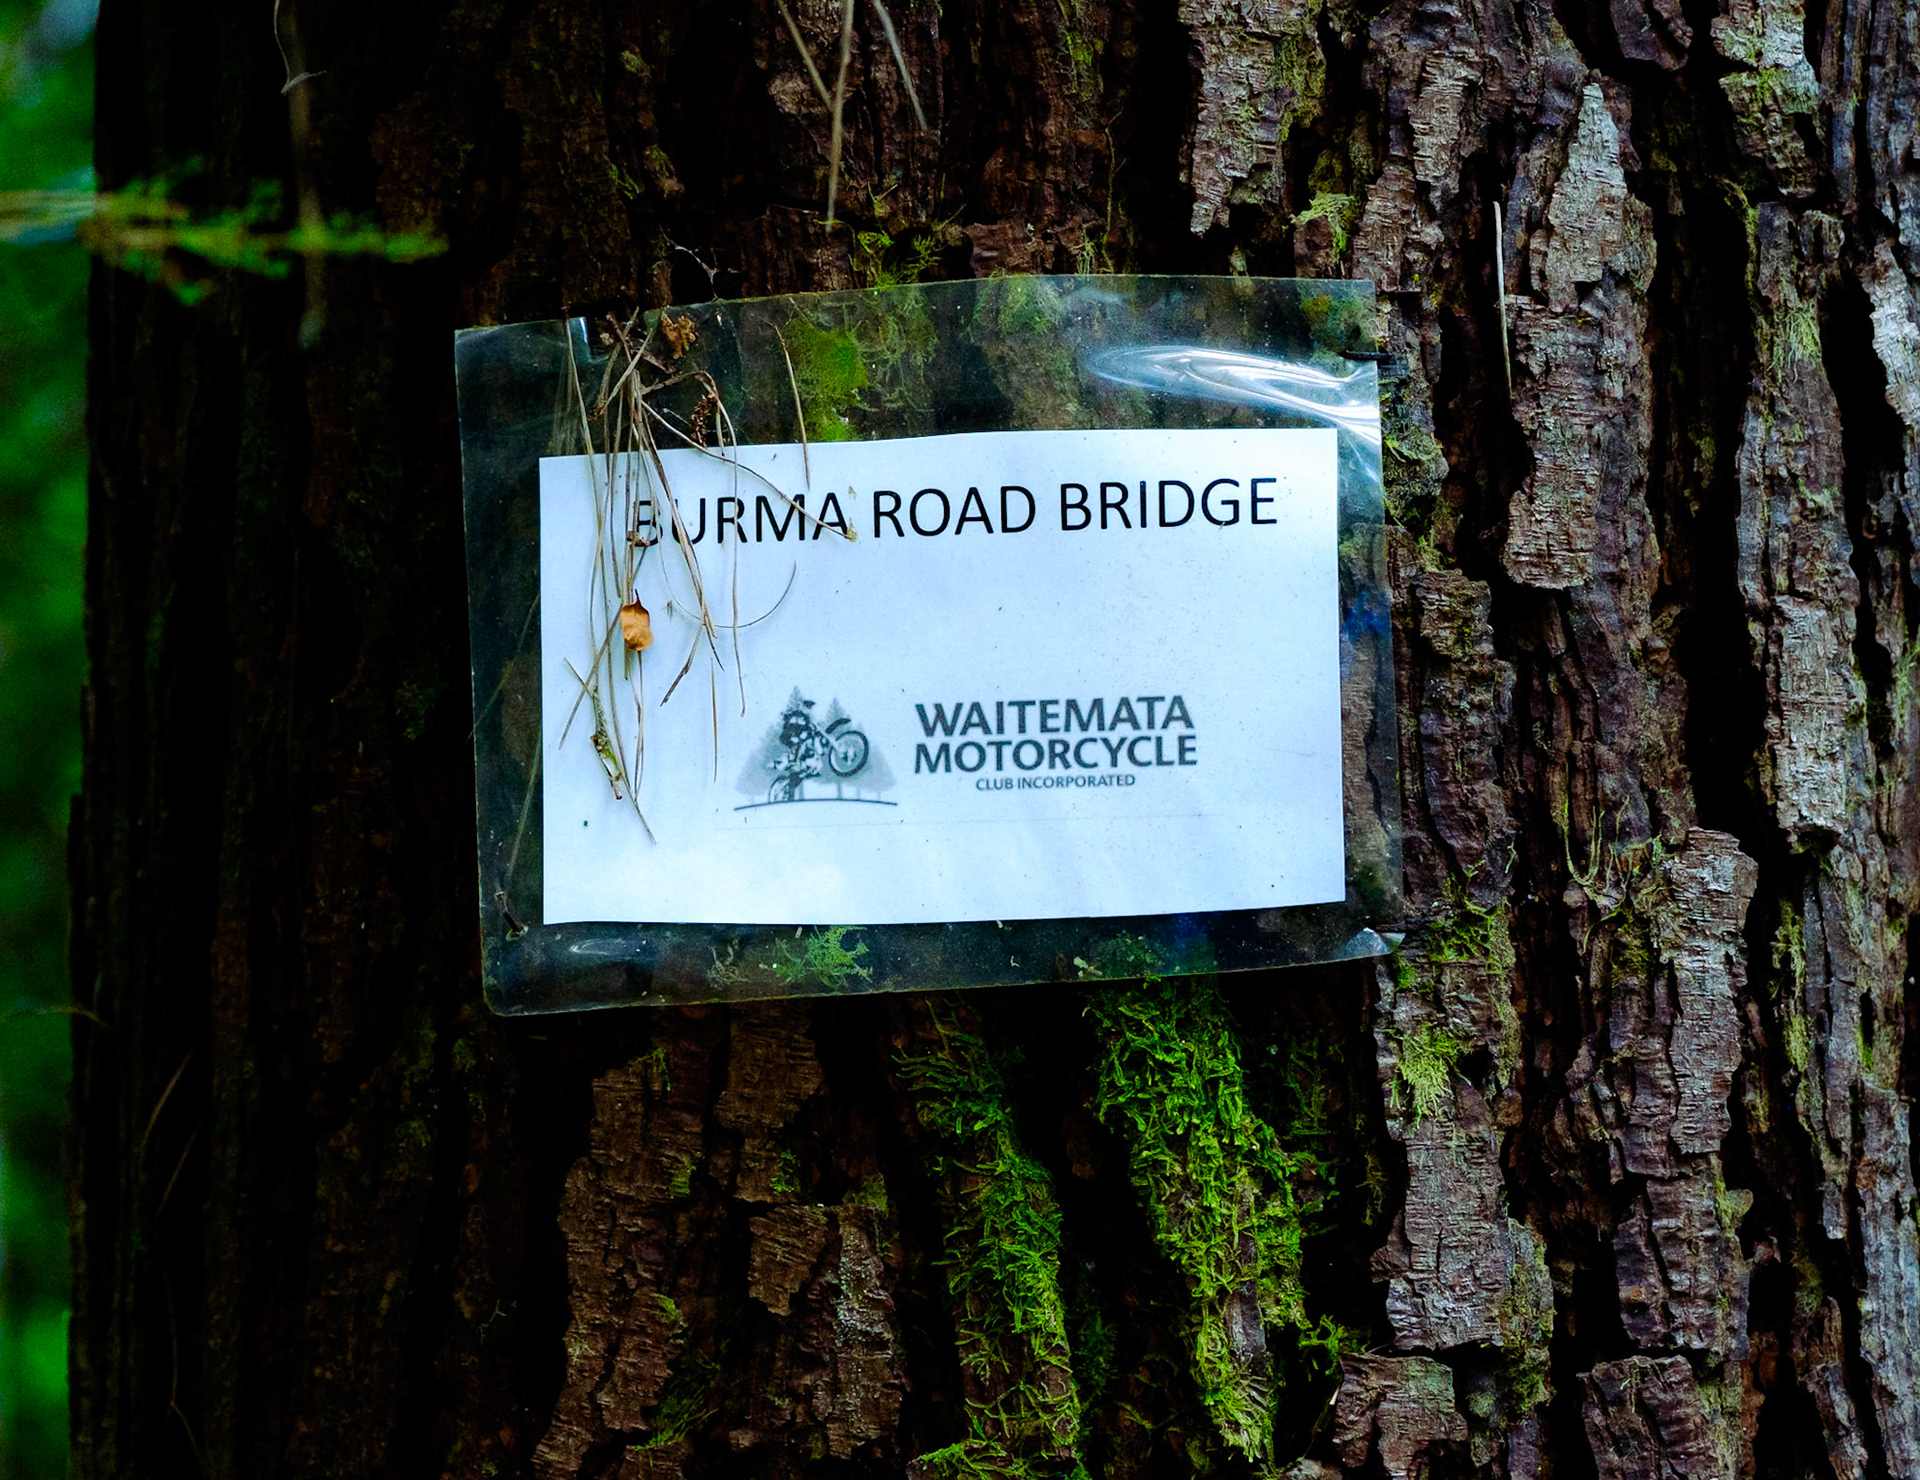 BURMA ROAD BRIDGE
WAITEMATA
MOTORCYCLE
CLUB INCORPORATED